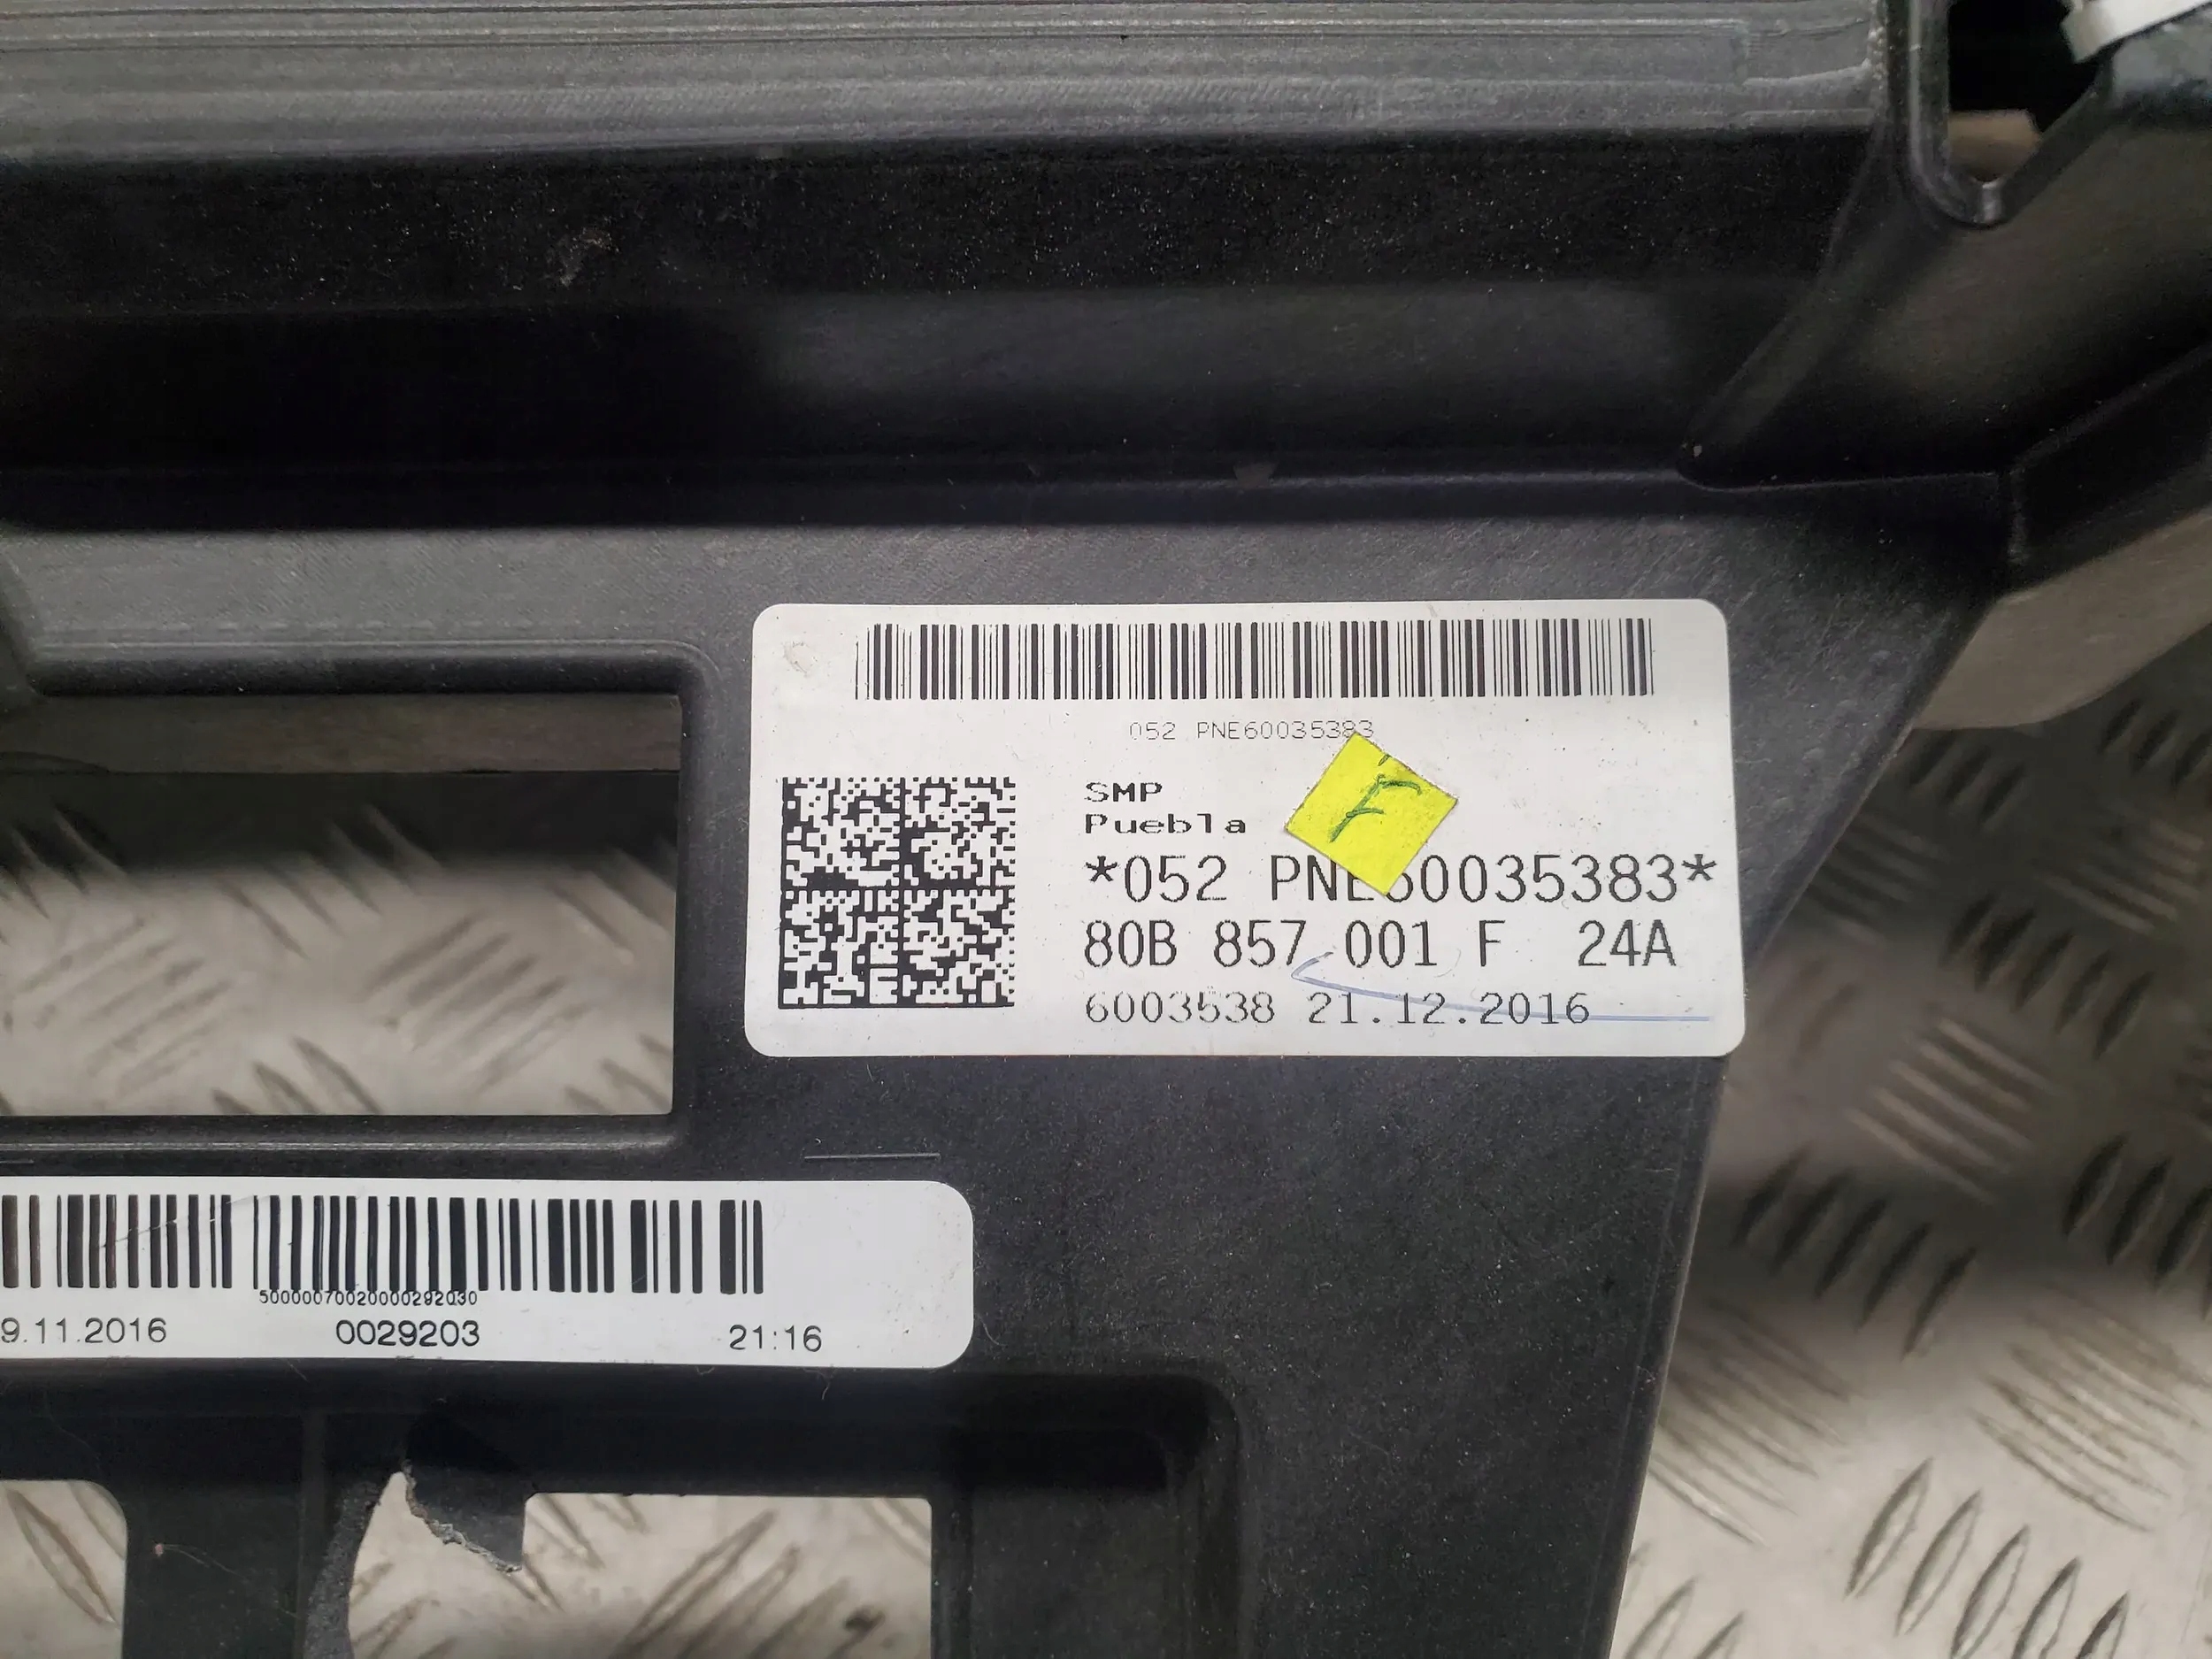 052 PNE60035383
SMP
Puebla
F
*052 PNE60035383*
80B 857 001 F 24A
6003538 21.12.2016
50000070020000292030
9.11.2016 0029203 21:16